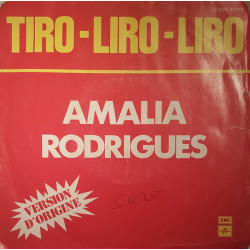 TIRO-LIRO-LIRO
AMALIA
RODRIGUES
VERSION
D'ORIGINE
EMI